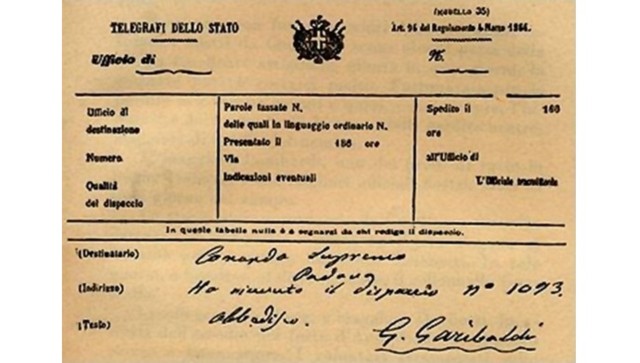 (MODELLO 35)
TELEGRAFI DELLO STATO
Art. 96 del Regolamento 4 Marzo 1866.
Ufficio di
N.
Ufficio di destinazione
Numero.
Qualità del dispaccio
Parole tassate N.
delle quali in linguaggio ordinario N.
Presentato il 186 ore
Via
Indicazioni eventuali
Spedito il 186
ore
all'Ufficio di
L'Officiale trasmittente
In queste tabelle nulla è a segnarsi da chi redige il dispaccio.
(Destinatario) Comando Supremo
Padova
(Indirizzo) Ho ricevuto il dispaccio n° 1073.
(Testo) Obbedisco.
G. Garibaldi